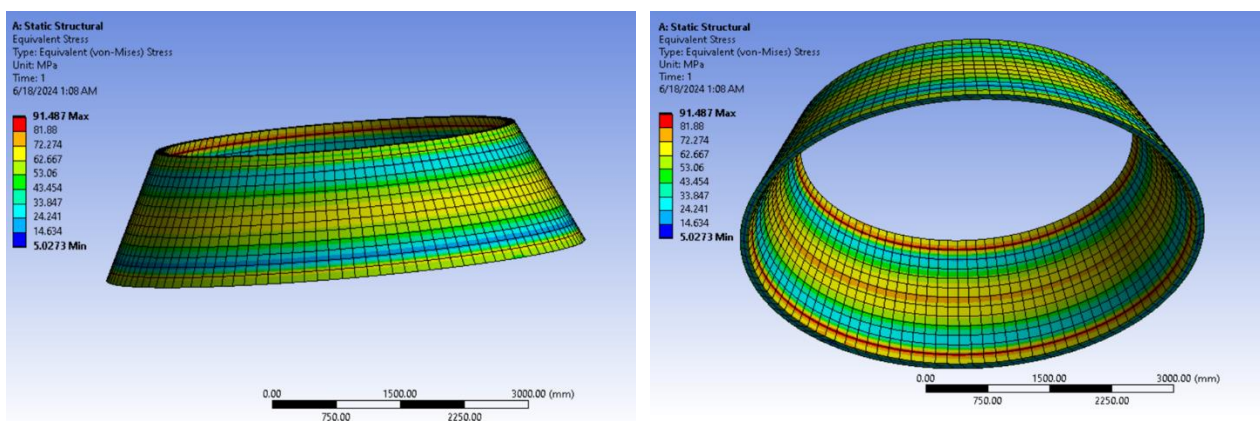 A: Static Structural
Equivalent Stress
Type: Equivalent (von-Mises) Stress
Unit: MPa
Time: 1
6/18/2024 1:08 AM
91.487 Max
81.88
72.274
62.667
53.06
43.454
33.847
24.241
14.634
5.0273 Min
0.00 1500.00 3000.00 (mm)
750.00 2250.00
A: Static Structural
Equivalent Stress
Type: Equivalent (von-Mises) Stress
Unit: MPa
Time: 1
6/18/2024 1:08 AM
91.487 Max
81.88
72.274
62.667
53.06
43.454
33.847
24.241
14.634
5.0273 Min
0.00 1500.00 3000.00 (mm)
750.00 2250.00